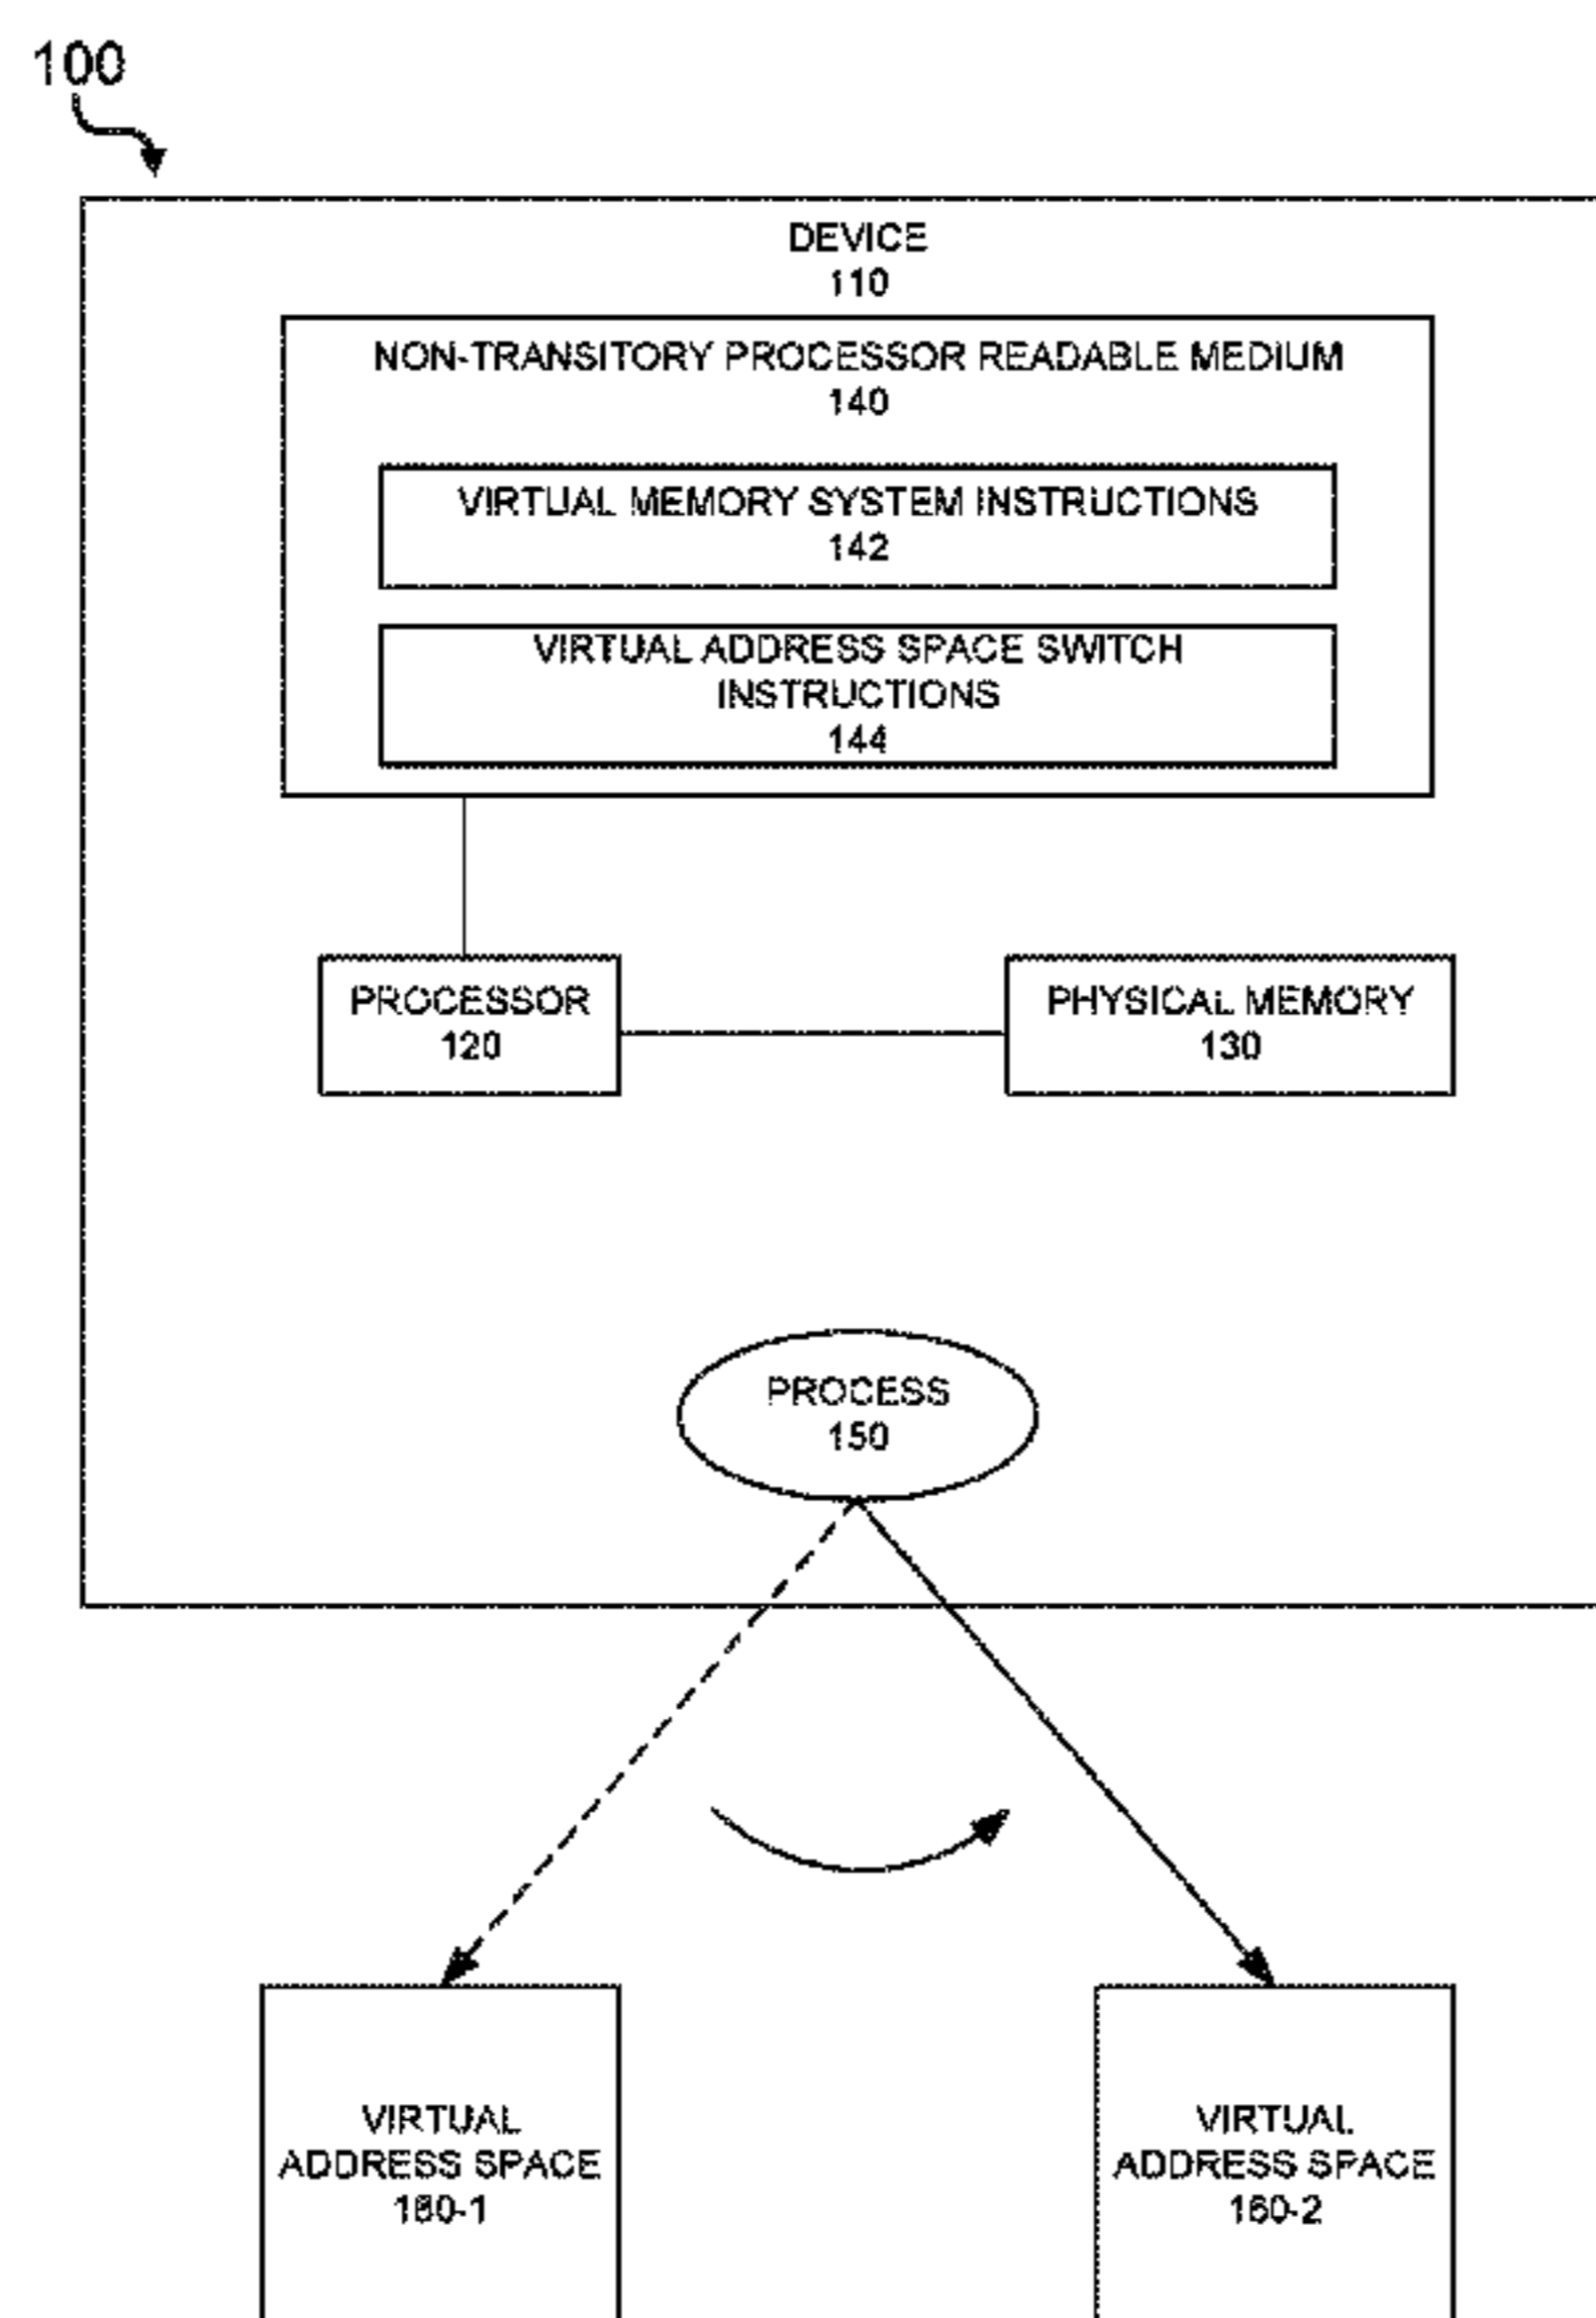 100
DEVICE
110
NON-TRANSITORY PROCESSOR READABLE MEDIUM
140
VIRTUAL MEMORY SYSTEM INSTRUCTIONS
142
VIRTUAL ADDRESS SPACE SWITCH
INSTRUCTIONS
144
PROCESSOR
120
PHYSICAL MEMORY
130
PROCESS
150
VIRTUAL
ADDRESS SPACE
160-1
VIRTUAL
ADDRESS SPACE
160-2